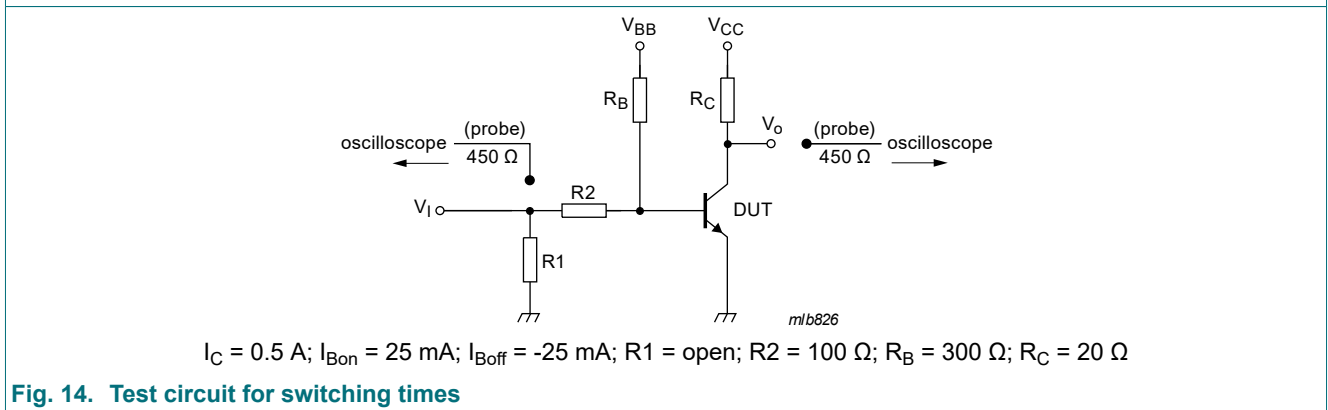 VBB
VCC
RB
RC
Vo
(probe)
450 Ω
oscilloscope
(probe)
450 Ω
oscilloscope
R2
VI
DUT
R1
mlb826
IC = 0.5 A; IBon = 25 mA; IBoff = -25 mA; R1 = open; R2 = 100 Ω; RB = 300 Ω; RC = 20 Ω
Fig. 14. Test circuit for switching times